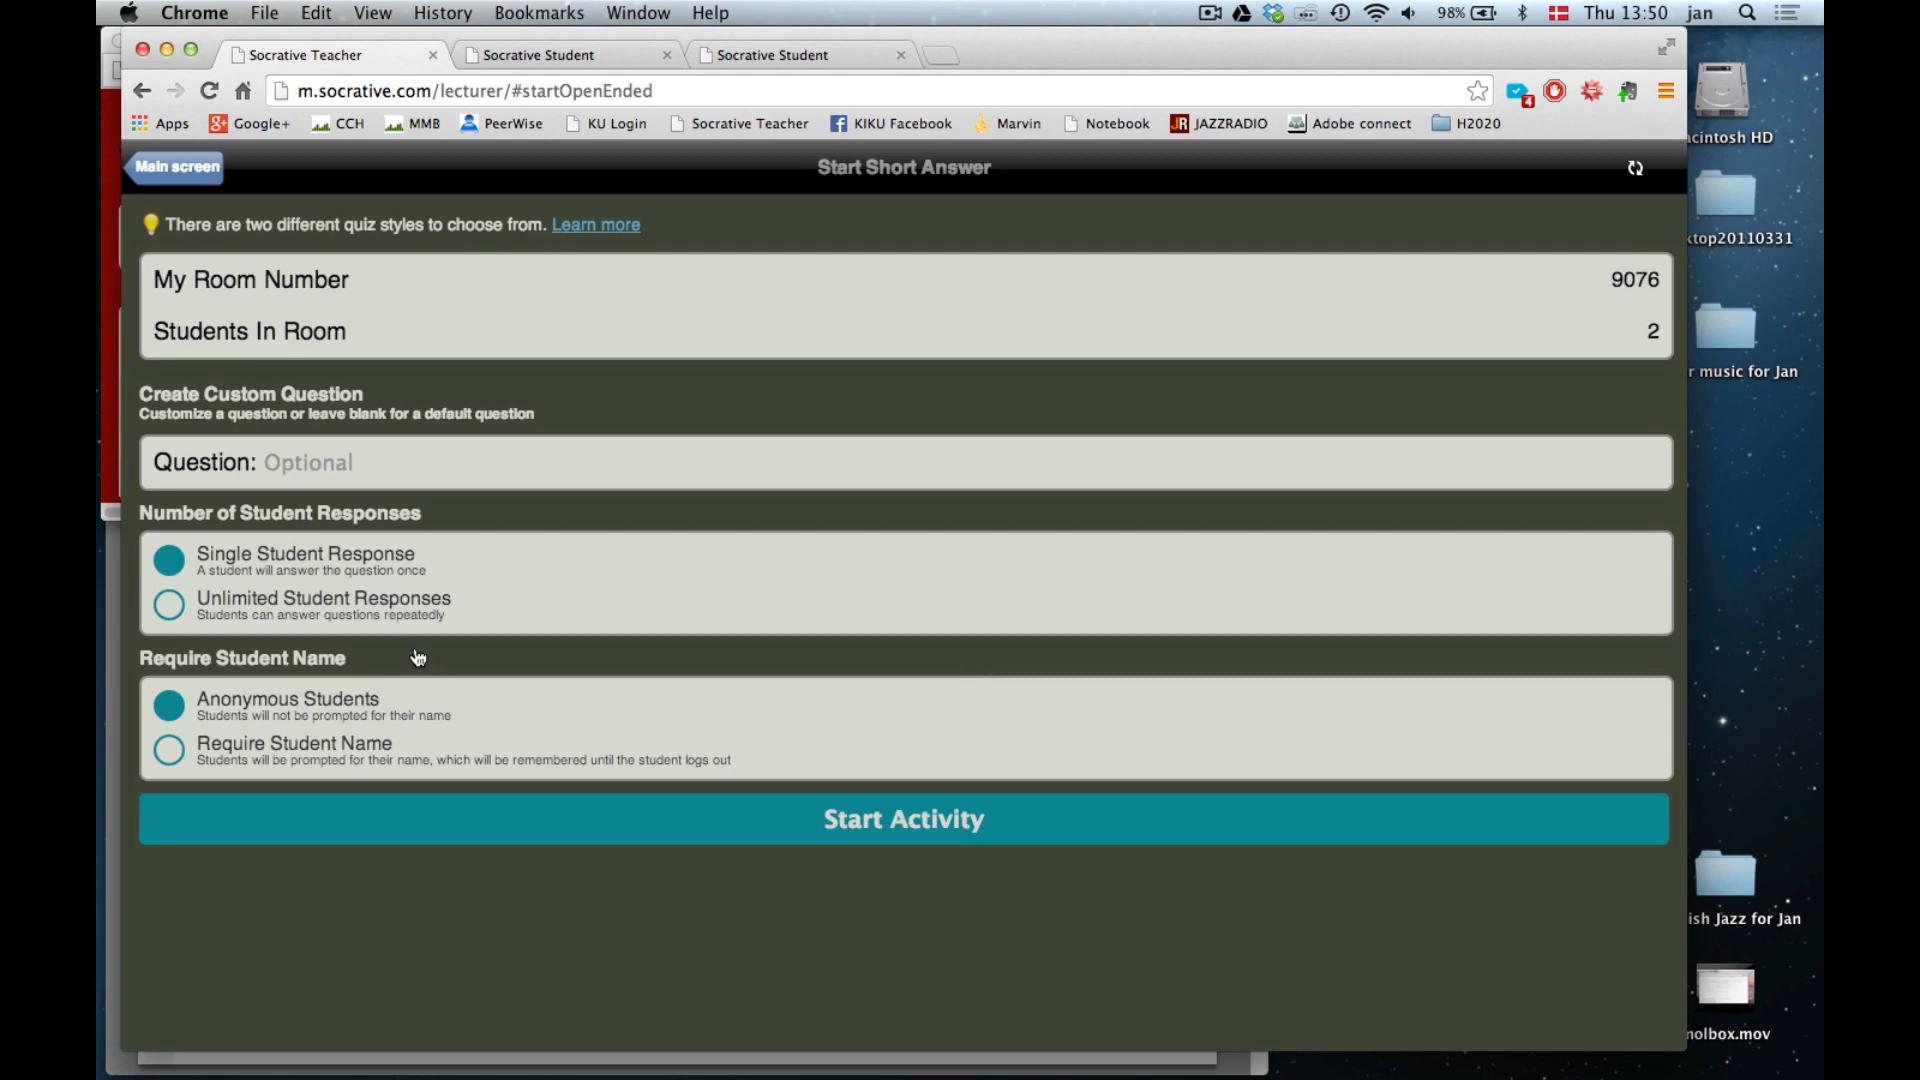 Chrome File Edit View History Bookmarks Window Help 98% Thu 13:50 jan
Socrative Teacher Socrative Student Socrative Student
m.socrative.com/lecturer/#startOpenEnded 4
Apps Google+ CCH MMB PeerWise KU Login Socrative Teacher KIKU Facebook Marvin Notebook JR JAZZRADIO Adobe connect H2020
acintosh HD
Main screen Start Short Answer
There are two different quiz styles to choose from. Learn more
ktop20110331
My Room Number 9076
Students In Room 2
r music for Jan
Create Custom Question
Customize a question or leave blank for a default question
Question: Optional
Number of Student Responses
Single Student Response
A student will answer the question once
Unlimited Student Responses
Students can answer questions repeatedly
Require Student Name
Anonymous Students
Students will not be prompted for their name
Require Student Name
Students will be prompted for their name, which will be remembered until the student logs out
Start Activity
ish Jazz for Jan
molbox.mov